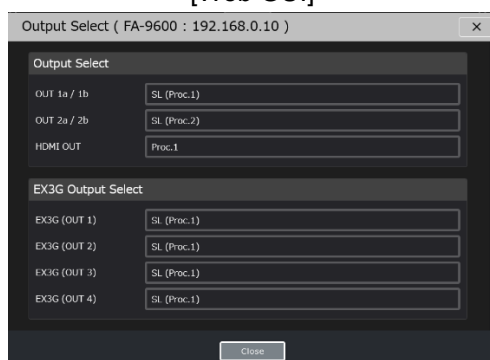 [Web GUI]
Output Select ( FA-9600 : 192.168.0.10 )
Output Select
OUT 1a / 1b SL (Proc.1)
OUT 2a / 2b SL (Proc.2)
HDMI OUT Proc.1
EX3G Output Select
EX3G (OUT 1) SL (Proc.1)
EX3G (OUT 2) SL (Proc.1)
EX3G (OUT 3) SL (Proc.1)
EX3G (OUT 4) SL (Proc.1)
Close